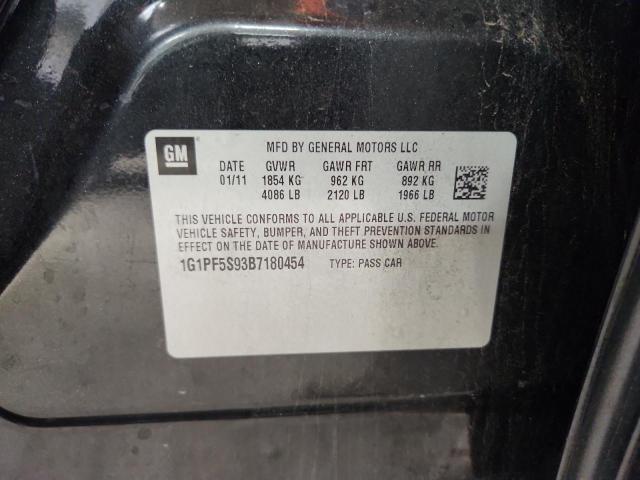 GM
MFD BY GENERAL MOTORS LLC
DATE GVWR GAWR FRT GAWR RR
01/11 1854 KG 962 KG 892 KG
4086 LB 2120 LB 1966 LB
THIS VEHICLE CONFORMS TO ALL APPLICABLE U.S. FEDERAL MOTOR
VEHICLE SAFETY, BUMPER, AND THEFT PREVENTION STANDARDS IN
EFFECT ON THE DATE OF MANUFACTURE SHOWN ABOVE.
1G1PF5S93B7180454 TYPE: PASS CAR